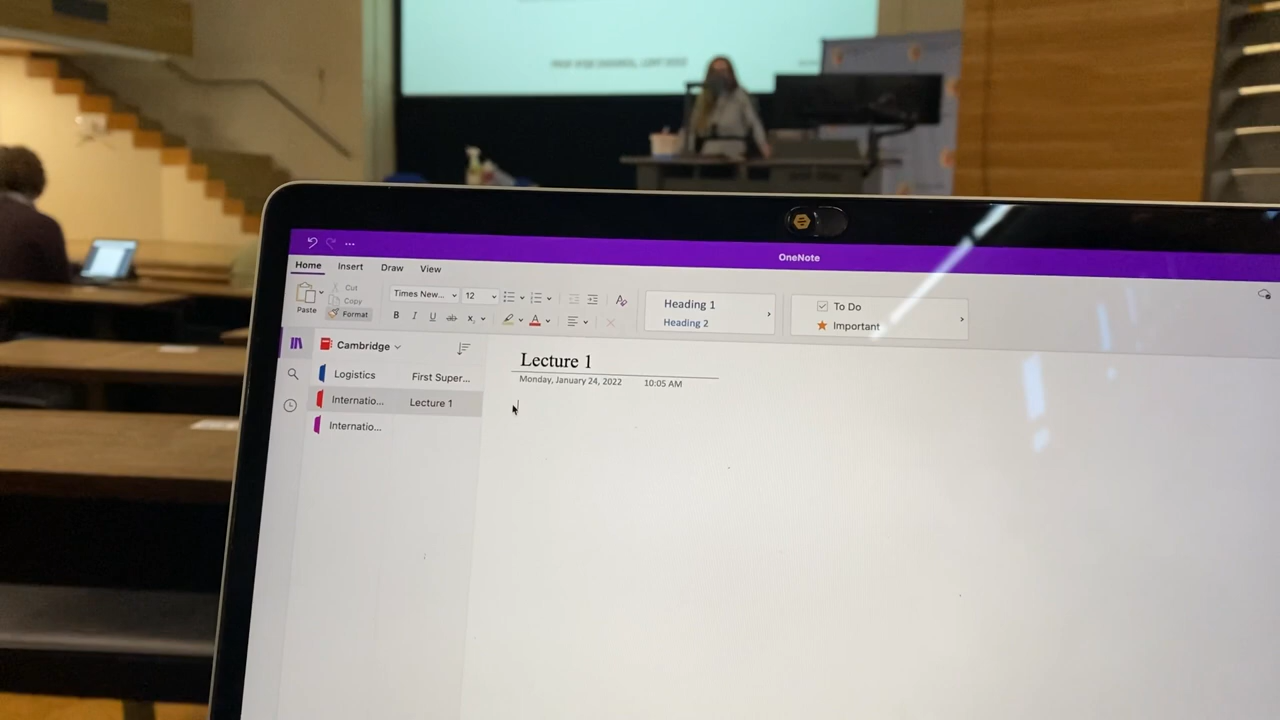 OneNote
Home Insert Draw View
Paste
Cut
Copy
Format
Times New... 12
B I U ab x
A
Heading 1
Heading 2
To Do
Important
Cambridge
Logistics
Internatio...
Internatio...
First Super...
Lecture 1
Lecture 1
Monday, January 24, 2022 10:05 AM